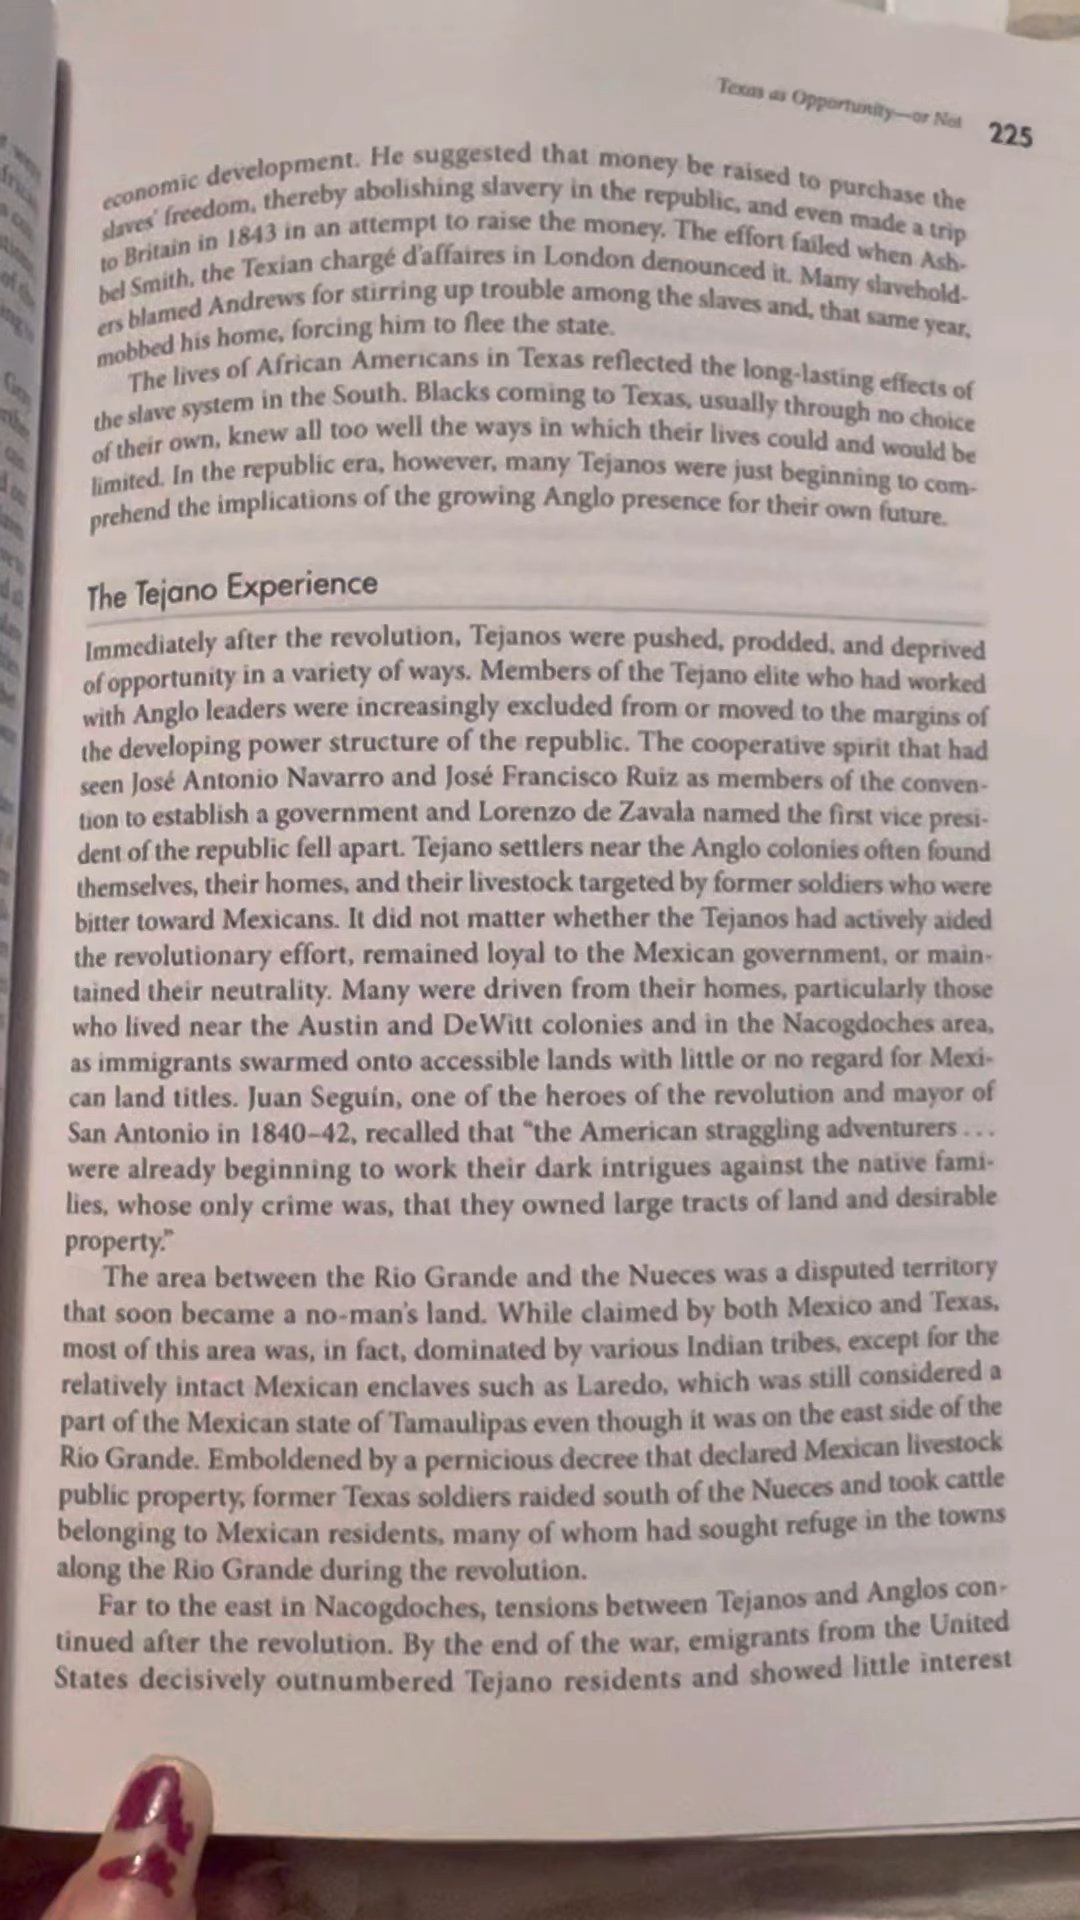 Texas as Opportunity—or Not 225
economic development. He suggested that money be raised to purchase the
slaves' freedom, thereby abolishing slavery in the republic, and even made a trip
to Britain in 1843 in an attempt to raise the money. The effort failed when Ash-
bel Smith, the Texian chargé d'affaires in London denounced it. Many slavehold-
ers blamed Andrews for stirring up trouble among the slaves and, that same year,
mobbed his home, forcing him to flee the state.
The lives of African Americans in Texas reflected the long-lasting effects of
the slave system in the South. Blacks coming to Texas, usually through no choice
of their own, knew all too well the ways in which their lives could and would be
limited. In the republic era, however, many Tejanos were just beginning to com-
prehend the implications of the growing Anglo presence for their own future.
The Tejano Experience
Immediately after the revolution, Tejanos were pushed, prodded, and deprived
of opportunity in a variety of ways. Members of the Tejano elite who had worked
with Anglo leaders were increasingly excluded from or moved to the margins of
the developing power structure of the republic. The cooperative spirit that had
seen José Antonio Navarro and José Francisco Ruiz as members of the conven-
tion to establish a government and Lorenzo de Zavala named the first vice presi-
dent of the republic fell apart. Tejano settlers near the Anglo colonies often found
themselves, their homes, and their livestock targeted by former soldiers who were
bitter toward Mexicans. It did not matter whether the Tejanos had actively aided
the revolutionary effort, remained loyal to the Mexican government, or main-
tained their neutrality. Many were driven from their homes, particularly those
who lived near the Austin and DeWitt colonies and in the Nacogdoches area,
as immigrants swarmed onto accessible lands with little or no regard for Mexi-
can land titles. Juan Seguín, one of the heroes of the revolution and mayor of
San Antonio in 1840–42, recalled that "the American straggling adventurers . . .
were already beginning to work their dark intrigues against the native fami-
lies, whose only crime was, that they owned large tracts of land and desirable
property."
The area between the Rio Grande and the Nueces was a disputed territory
that soon became a no-man's land. While claimed by both Mexico and Texas,
most of this area was, in fact, dominated by various Indian tribes, except for the
relatively intact Mexican enclaves such as Laredo, which was still considered a
part of the Mexican state of Tamaulipas even though it was on the east side of the
Rio Grande. Emboldened by a pernicious decree that declared Mexican livestock
public property, former Texas soldiers raided south of the Nueces and took cattle
belonging to Mexican residents, many of whom had sought refuge in the towns
along the Rio Grande during the revolution.
Far to the east in Nacogdoches, tensions between Tejanos and Anglos con-
tinued after the revolution. By the end of the war, emigrants from the United
States decisively outnumbered Tejano residents and showed little interest